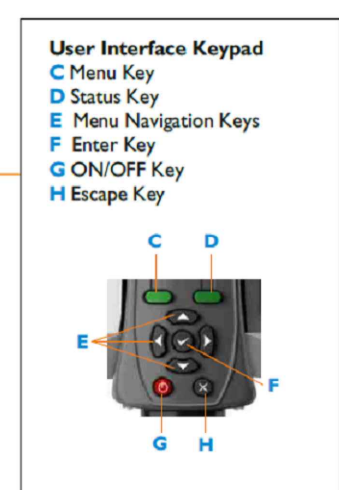 User Interface Keypad
C Menu Key
D Status Key
E Menu Navigation Keys
F Enter Key
G ON/OFF Key
H Escape Key
C D
E
F
G H